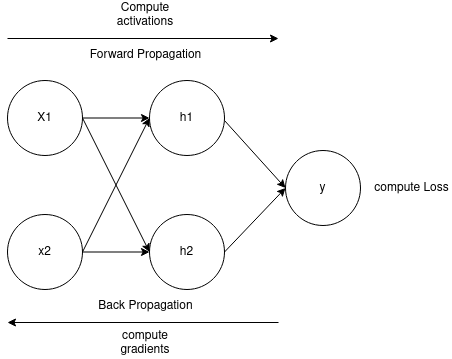 Compute
activations
Forward Propagation
X1
h1
y
compute Loss
x2
h2
Back Propagation
compute
gradients